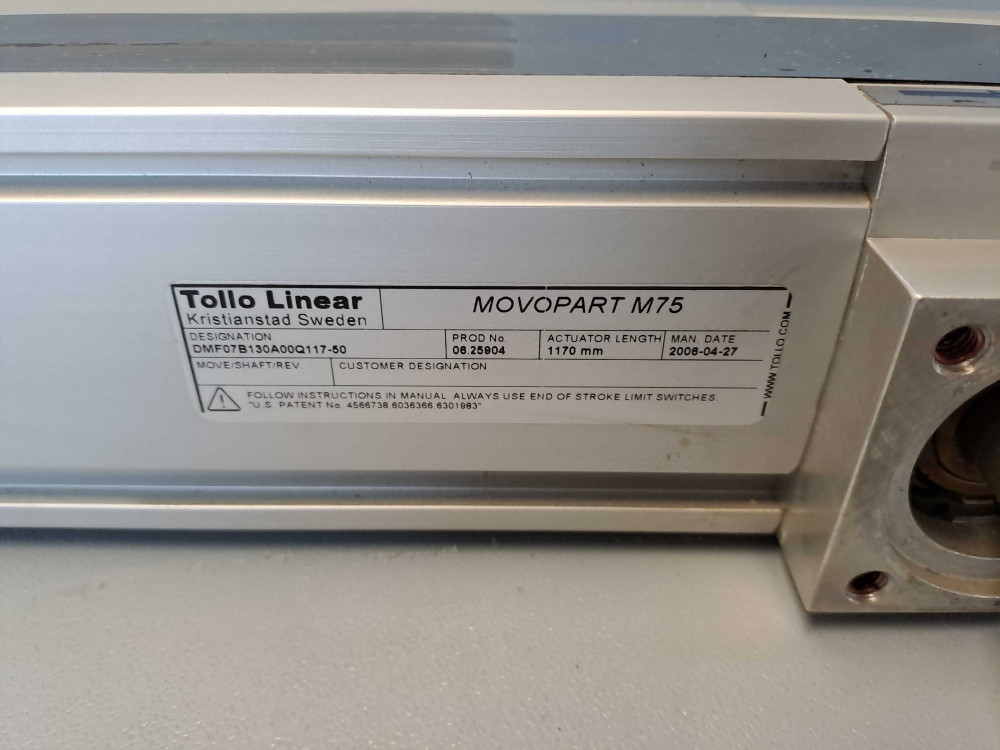 Tollo Linear
Kristianstad Sweden
MOVOPART M75
DESIGNATION
DMF07B130A00Q117-50
PROD No
06.25904
ACTUATOR LENGTH
1170 mm
MAN DATE
2006-04-27
MOVE/SHAFT/REV
CUSTOMER DESIGNATION
FOLLOW INSTRUCTIONS IN MANUAL. ALWAYS USE END OF STROKE LIMIT SWITCHES.
"U.S. PATENT No. 4566738.6036366.6301983"
WWW.TOLLO.COM